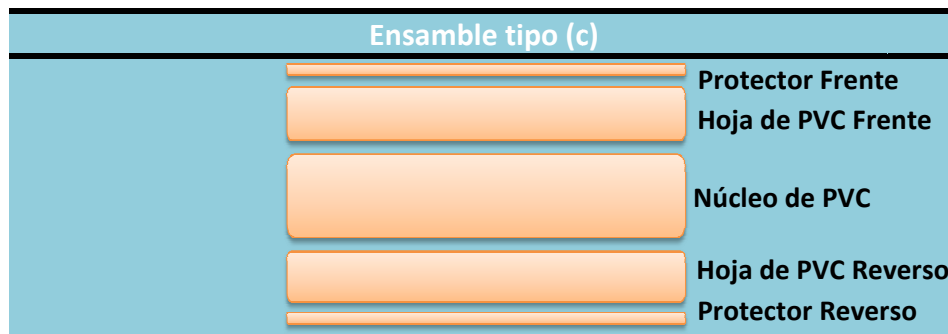 Ensamble tipo (c)
Protector Frente
Hoja de PVC Frente
Núcleo de PVC
Hoja de PVC Reverso
Protector Reverso